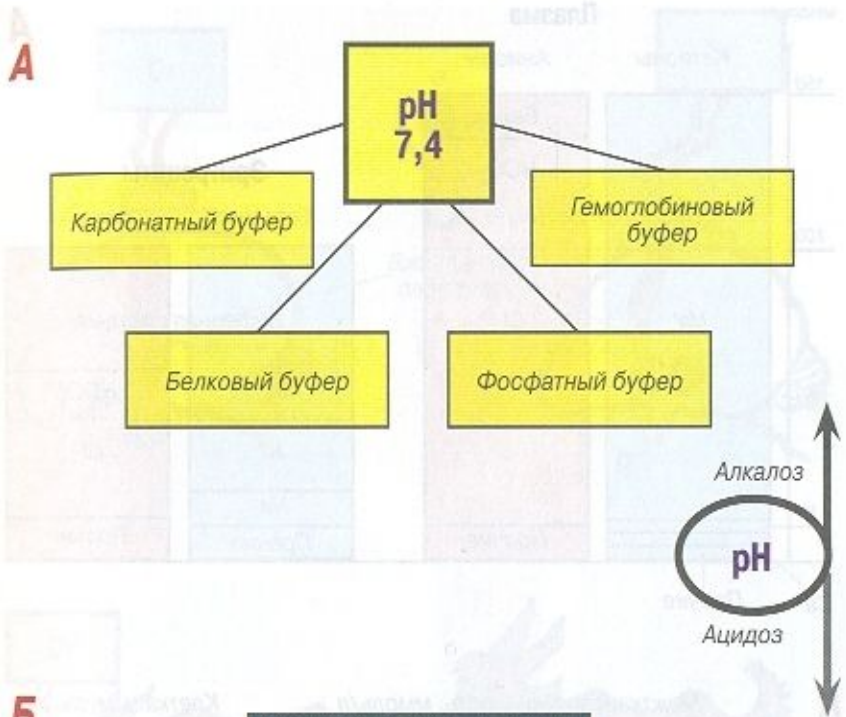 А
pH
7,4
Карбонатный буфер
Гемоглобиновый
буфер
Белковый буфер
Фосфатный буфер
Алкалоз
pH
Ацидоз
Б